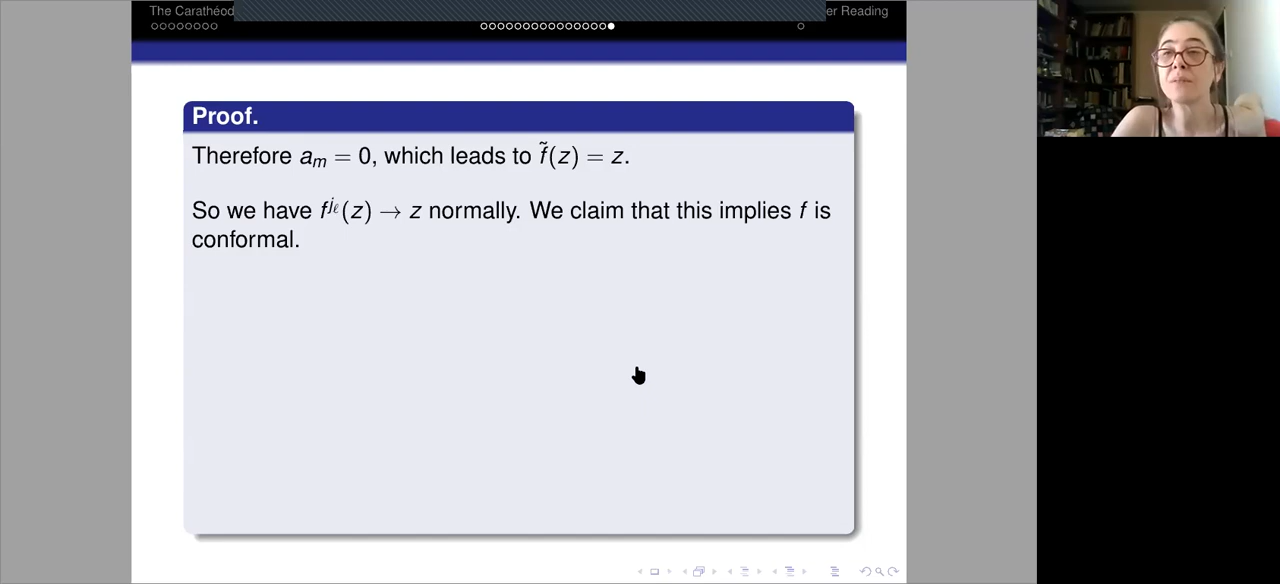 The Carathéod
er Reading
Proof.
Therefore aₘ = 0, which leads to f̃(z) = z.
So we have f^{j_ℓ}(z) → z normally. We claim that this implies f is
conformal.